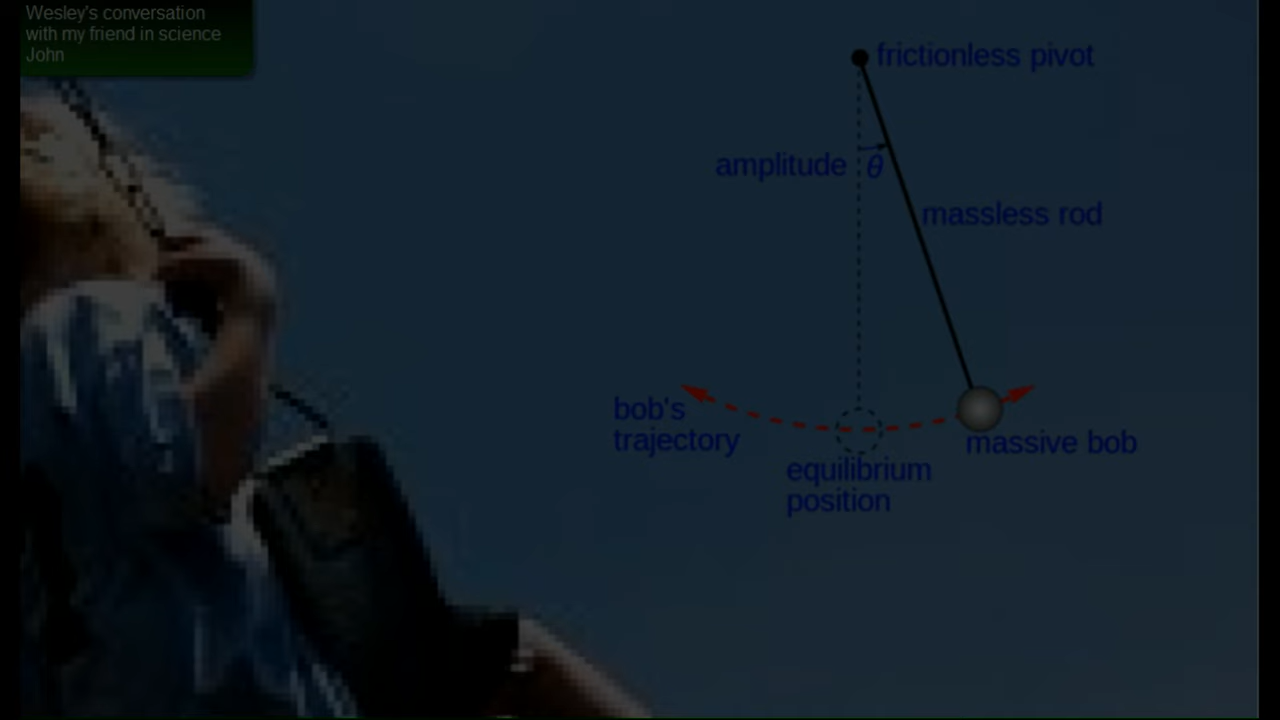 Wesley's conversation
with my friend in science
John
frictionless pivot
amplitude θ
massless rod
bob's
trajectory
massive bob
equilibrium
position